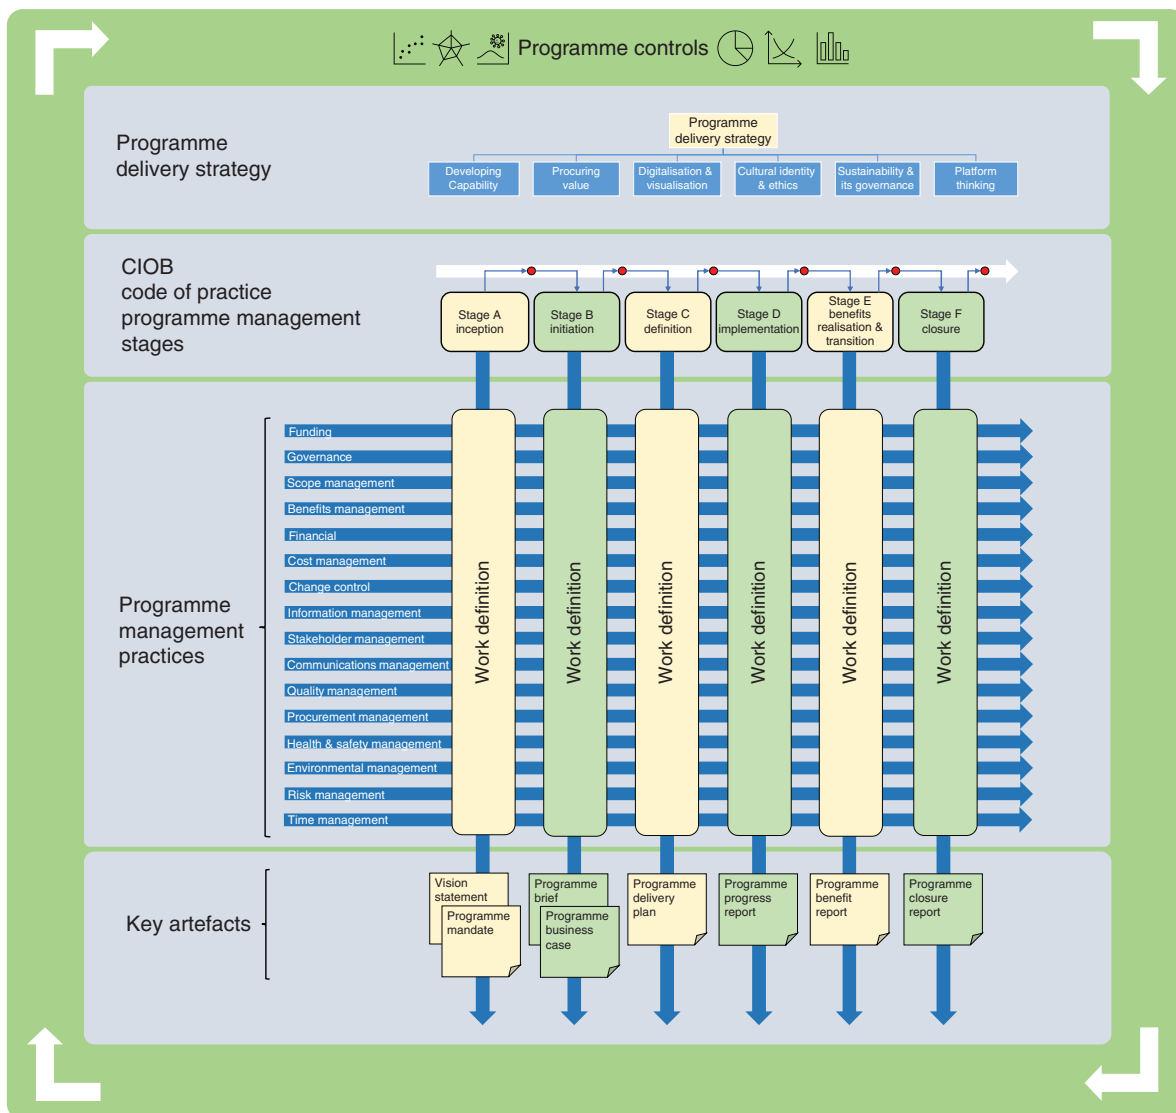 Programme controls
Programme
delivery strategy
Programme
delivery strategy
Developing
Capability
Procuring
value
Digitalisation &
visualisation
Cultural identity
& ethics
Sustainability &
its governance
Platform
thinking
CIOB
code of practice
programme management
stages
Stage A
inception
Stage B
initiation
Stage C
definition
Stage D
implementation
Stage E
benefits
realisation &
transition
Stage F
closure
Programme
management
practices
Funding
Governance
Scope management
Benefits management
Financial
Cost management
Change control
Information management
Stakeholder management
Communications management
Quality management
Procurement management
Health & safety management
Environmental management
Risk management
Time management
Work definition
Work definition
Work definition
Work definition
Work definition
Work definition
Key artefacts
Vision
statement
Programme
mandate
Programme
brief
Programme
business
case
Programme
delivery
plan
Programme
progress
report
Programme
benefit
report
Programme
closure
report